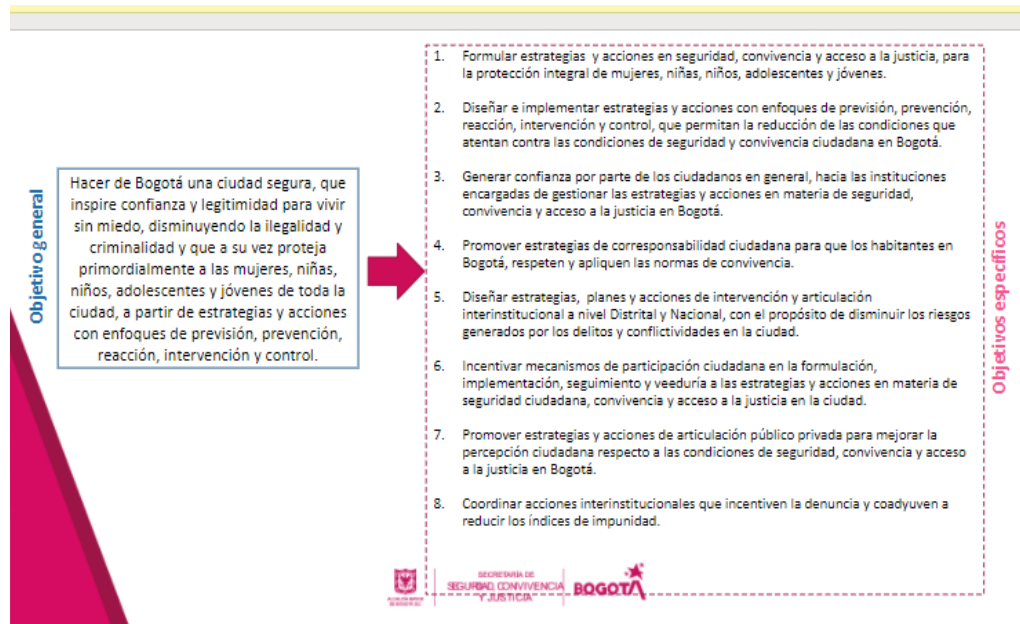 Objetivo general
Hacer de Bogotá una ciudad segura, que
inspire confianza y legitimidad para vivir
sin miedo, disminuyendo la ilegalidad y
criminalidad y que a su vez proteja
primordialmente a las mujeres, niñas,
niños, adolescentes y jóvenes de toda la
ciudad, a partir de estrategias y acciones
con enfoques de previsión, prevención,
reacción, intervención y control.
1. Formular estrategias y acciones en seguridad, convivencia y acceso a la justicia, para
la protección integral de mujeres, niñas, niños, adolescentes y jóvenes.
2. Diseñar e implementar estrategias y acciones con enfoques de previsión, prevención,
reacción, intervención y control, que permitan la reducción de las condiciones que
atentan contra las condiciones de seguridad y convivencia ciudadana en Bogotá.
3. Generar confianza por parte de los ciudadanos en general, hacia las instituciones
encargadas de gestionar las estrategias y acciones en materia de seguridad,
convivencia y acceso a la justicia en Bogotá.
4. Promover estrategias de corresponsabilidad ciudadana para que los habitantes en
Bogotá, respeten y apliquen las normas de convivencia.
5. Diseñar estrategias, planes y acciones de intervención y articulación
interinstitucional a nivel Distrital y Nacional, con el propósito de disminuir los riesgos
generados por los delitos y conflictividades en la ciudad.
6. Incentivar mecanismos de participación ciudadana en la formulación,
implementación, seguimiento y veeduría a las estrategias y acciones en materia de
seguridad ciudadana, convivencia y acceso a la justicia en la ciudad.
7. Promover estrategias y acciones de articulación público privada para mejorar la
percepción ciudadana respecto a las condiciones de seguridad, convivencia y acceso
a la justicia en Bogotá.
8. Coordinar acciones interinstitucionales que incentiven la denuncia y coadyuven a
reducir los índices de impunidad.
Objetivos específicos
SECRETARÍA DE
SEGURIDAD, CONVIVENCIA
Y JUSTICIA
BOGOTÁ